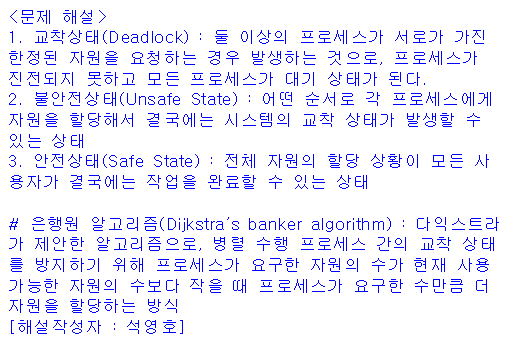 <문제 해설>
1. 교착상태(Deadlock) : 둘 이상의 프로세스가 서로가 가진
한정된 자원을 요청하는 경우 발생하는 것으로, 프로세스가
진전되지 못하고 모든 프로세스가 대기 상태가 된다.
2. 불안전상태(Unsafe State) : 어떤 순서로 각 프로세스에게
자원을 할당해서 결국에는 시스템의 교착 상태가 발생할 수
있는 상태
3. 안전상태(Safe State) : 전체 자원의 할당 상황이 모든 사
용자가 결국에는 작업을 완료할 수 있는 상태
# 은행원 알고리즘(Dijkstra's banker algorithm) : 다익스트라
가 제안한 알고리즘으로, 병렬 수행 프로세스 간의 교착 상태
를 방지하기 위해 프로세스가 요구한 자원의 수가 현재 사용
가능한 자원의 수보다 작을 때 프로세스가 요구한 수만큼 더
자원을 할당하는 방식
[해설작성자 : 석영호]